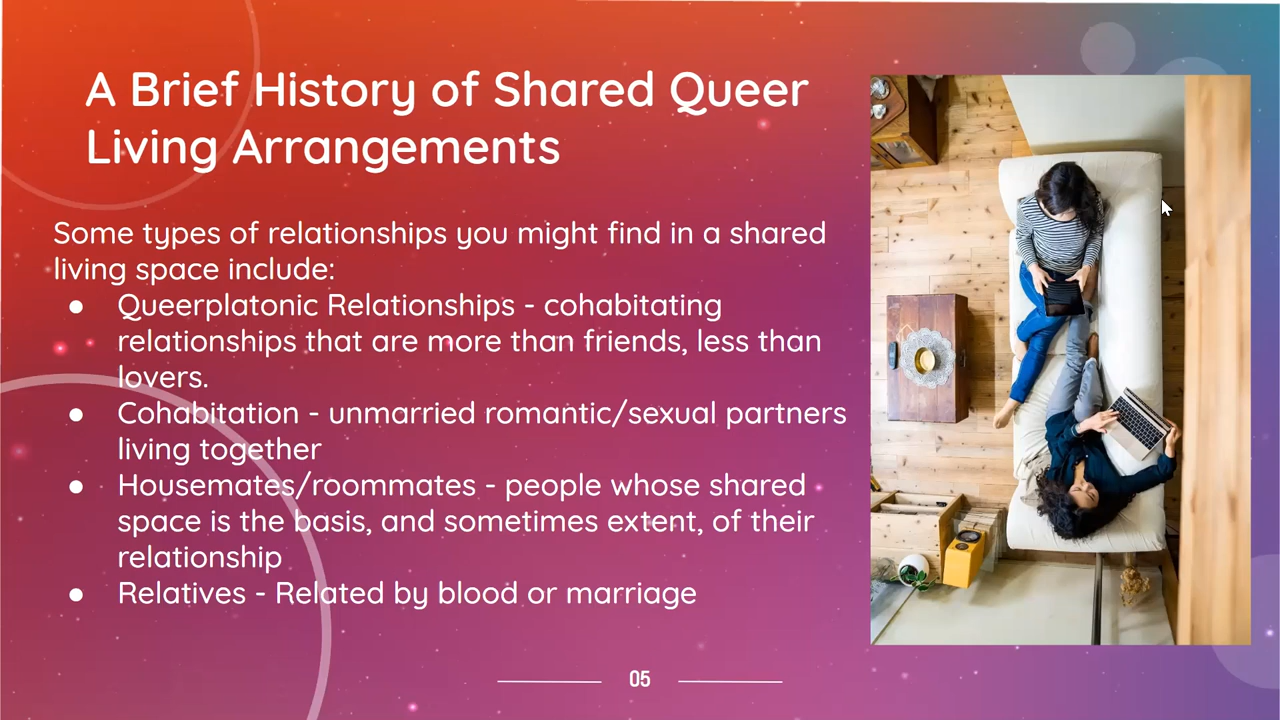 A Brief History of Shared Queer
Living Arrangements
Some types of relationships you might find in a shared
living space include:
● Queerplatonic Relationships - cohabitating
relationships that are more than friends, less than
lovers.
● Cohabitation - unmarried romantic/sexual partners
living together
● Housemates/roommates - people whose shared
space is the basis, and sometimes extent, of their
relationship
● Relatives - Related by blood or marriage
05